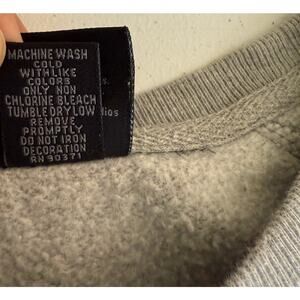 MACHINE WASH
COLD
WITH LIKE
COLORS
ONLY NON
CHLORINE BLEACH
TUMBLE DRY LOW
REMOVE
PROMPTLY
DO NOT IRON
DECORATION
RN 90371